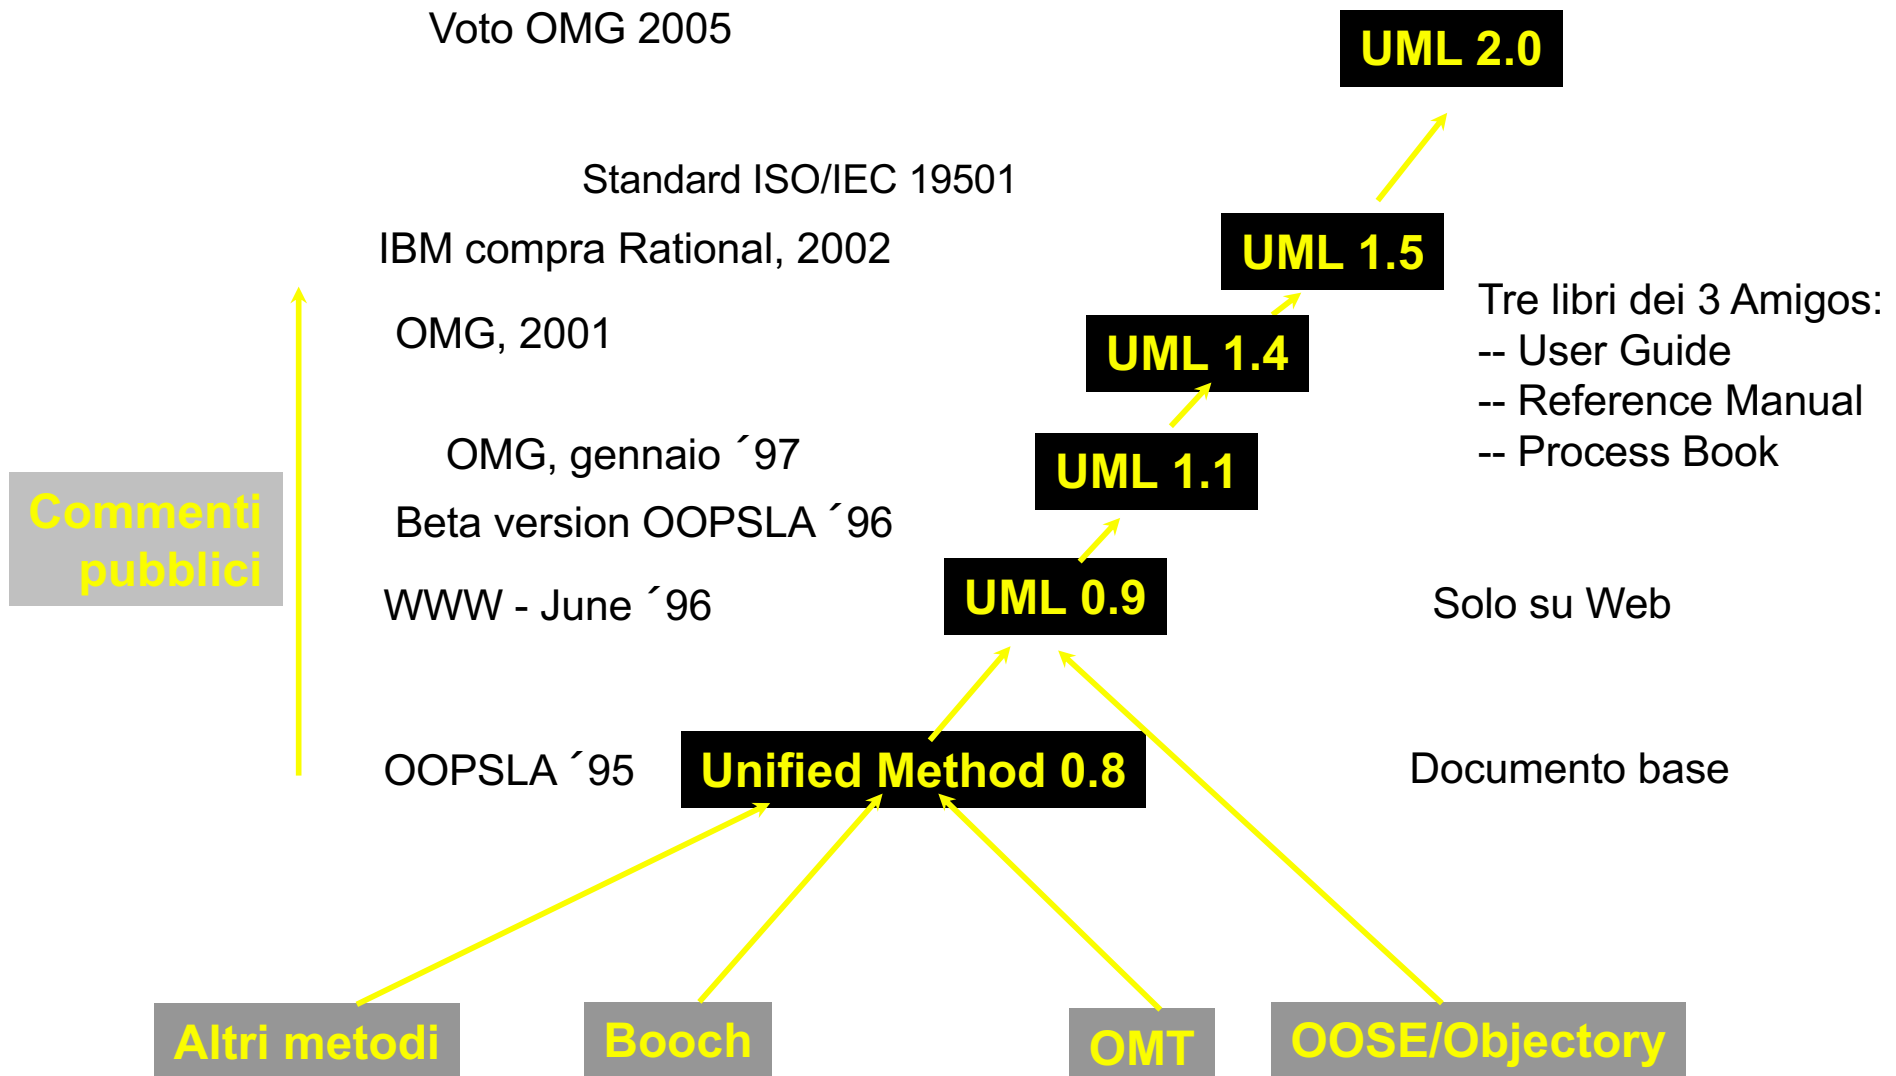 Voto OMG 2005
UML 2.0
Standard ISO/IEC 19501
IBM compra Rational, 2002
UML 1.5
OMG, 2001
UML 1.4
Tre libri dei 3 Amigos:
-- User Guide
-- Reference Manual
-- Process Book
OMG, gennaio ´97
UML 1.1
Commenti
pubblici
Beta version OOPSLA ´96
WWW - June ´96
UML 0.9
Solo su Web
OOPSLA ´95
Unified Method 0.8
Documento base
Altri metodi
Booch
OMT
OOSE/Objectory